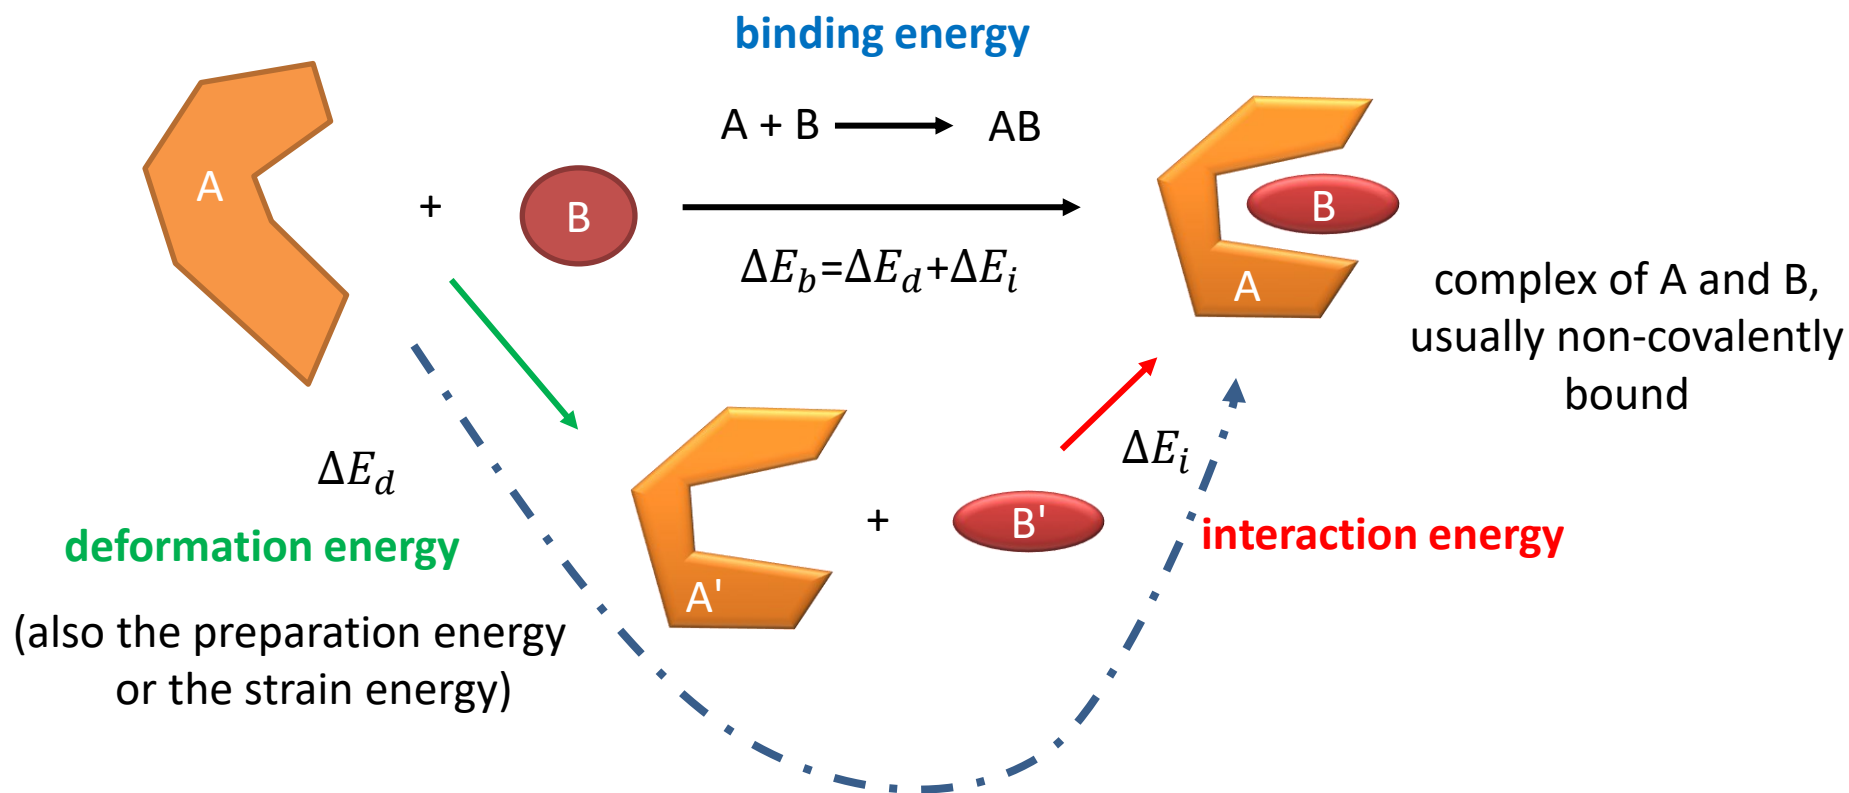 binding energy
A + B ⟶ AB
A
+
B
ΔE_b=ΔE_d+ΔE_i
B
A
complex of A and B,
usually non-covalently
bound
ΔE_d
deformation energy
(also the preparation energy
or the strain energy)
A'
+
B'
ΔE_i
interaction energy